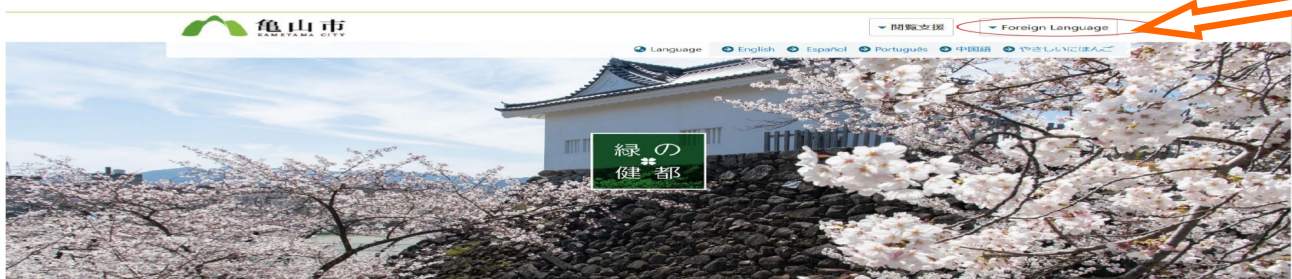 亀山市
KAMEYAMA CITY
閲覧支援
Foreign Language
Language English Español Português 中国語 やさしいにほんご
緑の
健都